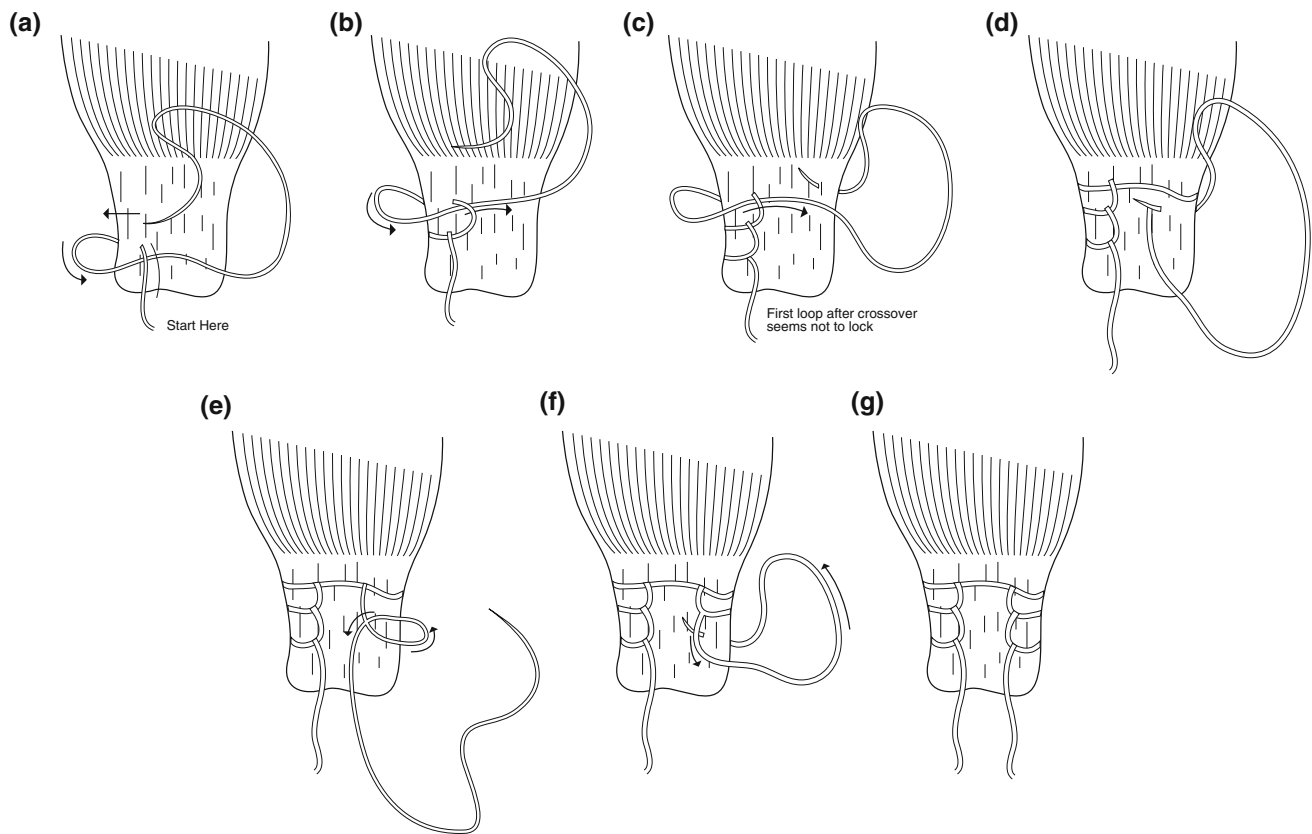 (a)
(b)
(c)
(d)
Start Here
First loop after crossover
seems not to lock
(e)
(f)
(g)